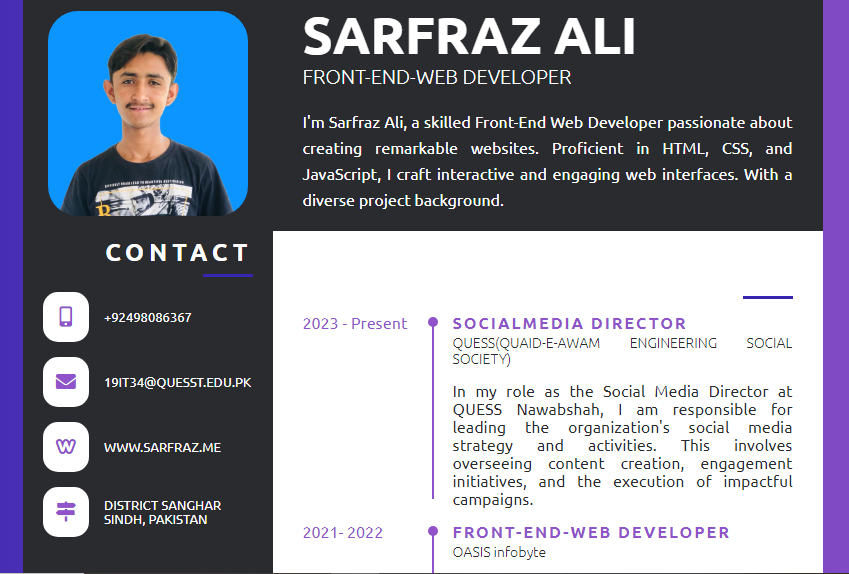 SARFRAZ ALI
FRONT-END-WEB DEVELOPER
I'm Sarfraz Ali, a skilled Front-End Web Developer passionate about
creating remarkable websites. Proficient in HTML, CSS, and
JavaScript, I craft interactive and engaging web interfaces. With a
diverse project background.
CONTACT
+92498086367
19IT34@QUESST.EDU.PK
WWW.SARFRAZ.ME
DISTRICT SANGHAR
SINDH, PAKISTAN
2023 - Present
SOCIALMEDIA DIRECTOR
QUESS(QUAID-E-AWAM ENGINEERING SOCIAL
SOCIETY)
In my role as the Social Media Director at
QUESS Nawabshah, I am responsible for
leading the organization's social media
strategy and activities. This involves
overseeing content creation, engagement
initiatives, and the execution of impactful
campaigns.
2021- 2022
FRONT-END-WEB DEVELOPER
OASIS infobyte